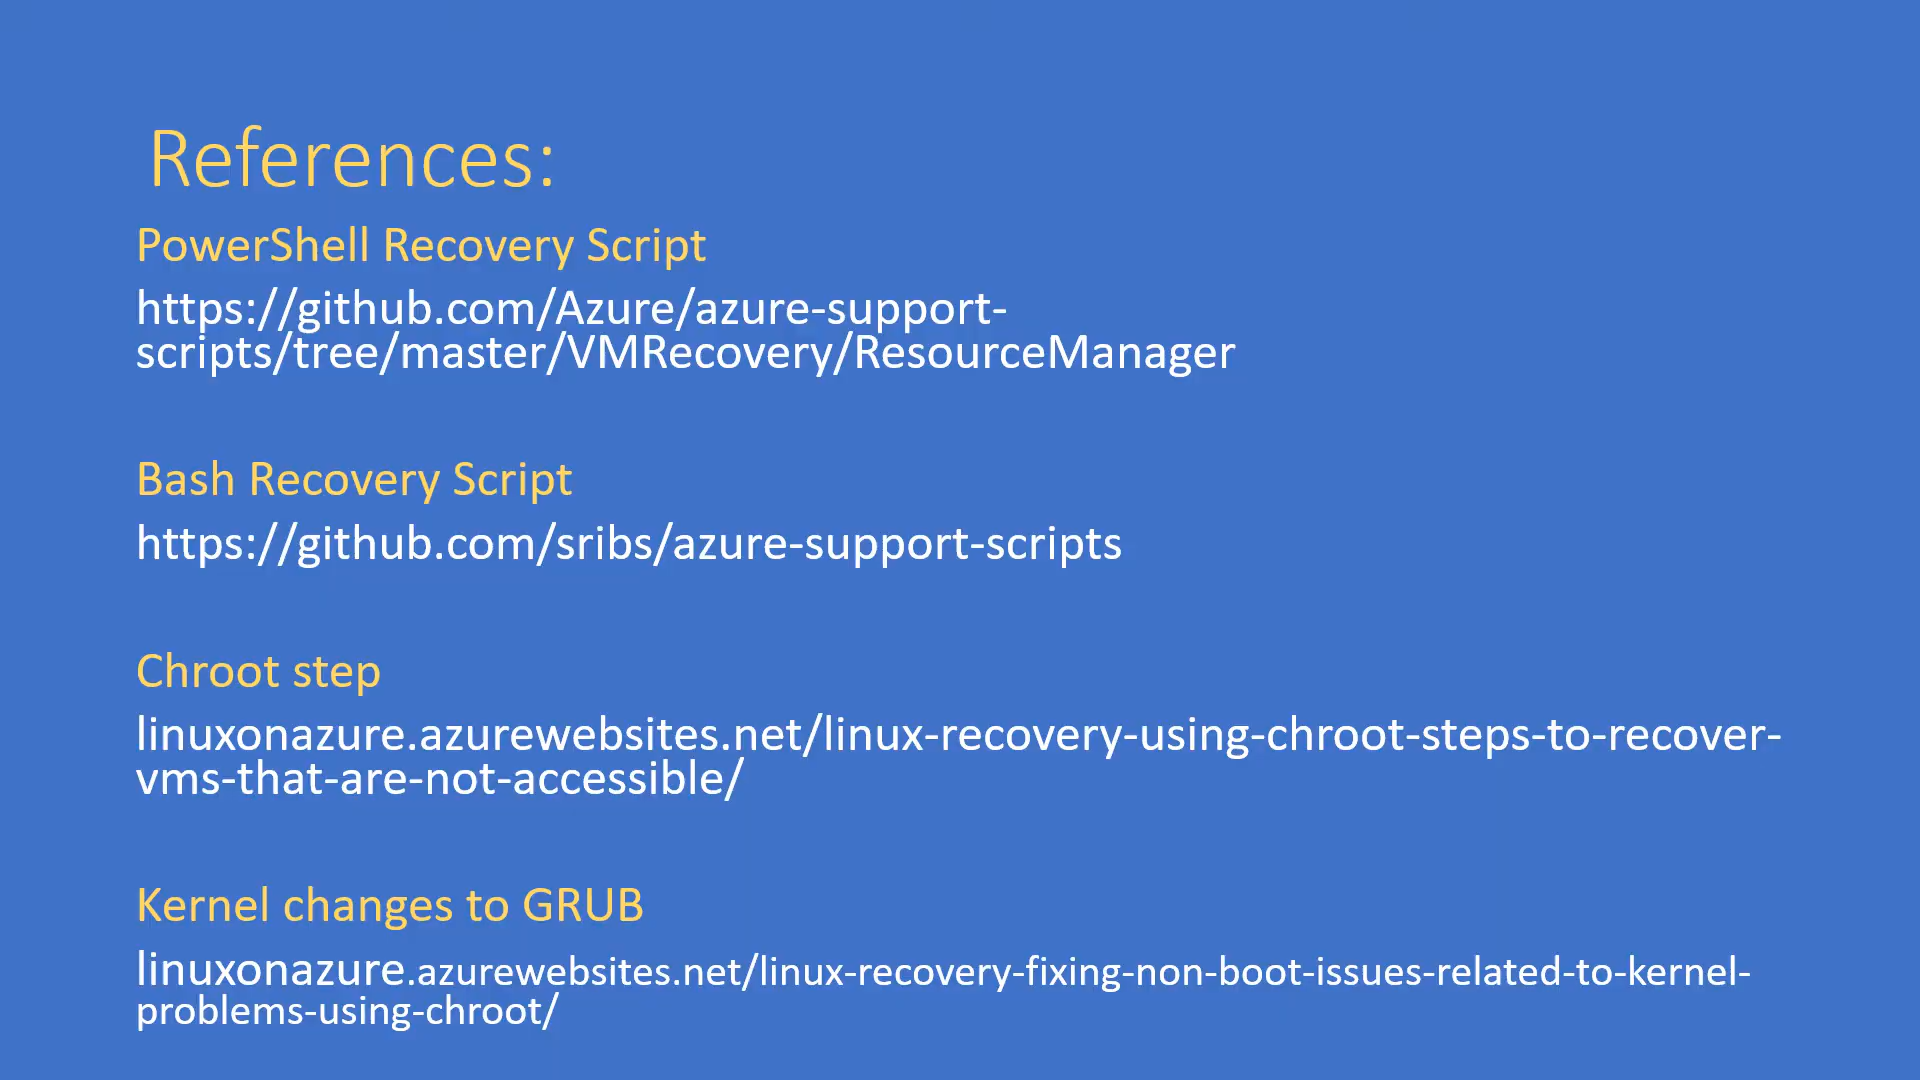 References:
PowerShell Recovery Script
https://github.com/Azure/azure-support-
scripts/tree/master/VMRecovery/ResourceManager
Bash Recovery Script
https://github.com/sribs/azure-support-scripts
Chroot step
linuxonazure.azurewebsites.net/linux-recovery-using-chroot-steps-to-recover-
vms-that-are-not-accessible/
Kernel changes to GRUB
linuxonazure.azurewebsites.net/linux-recovery-fixing-non-boot-issues-related-to-kernel-
problems-using-chroot/